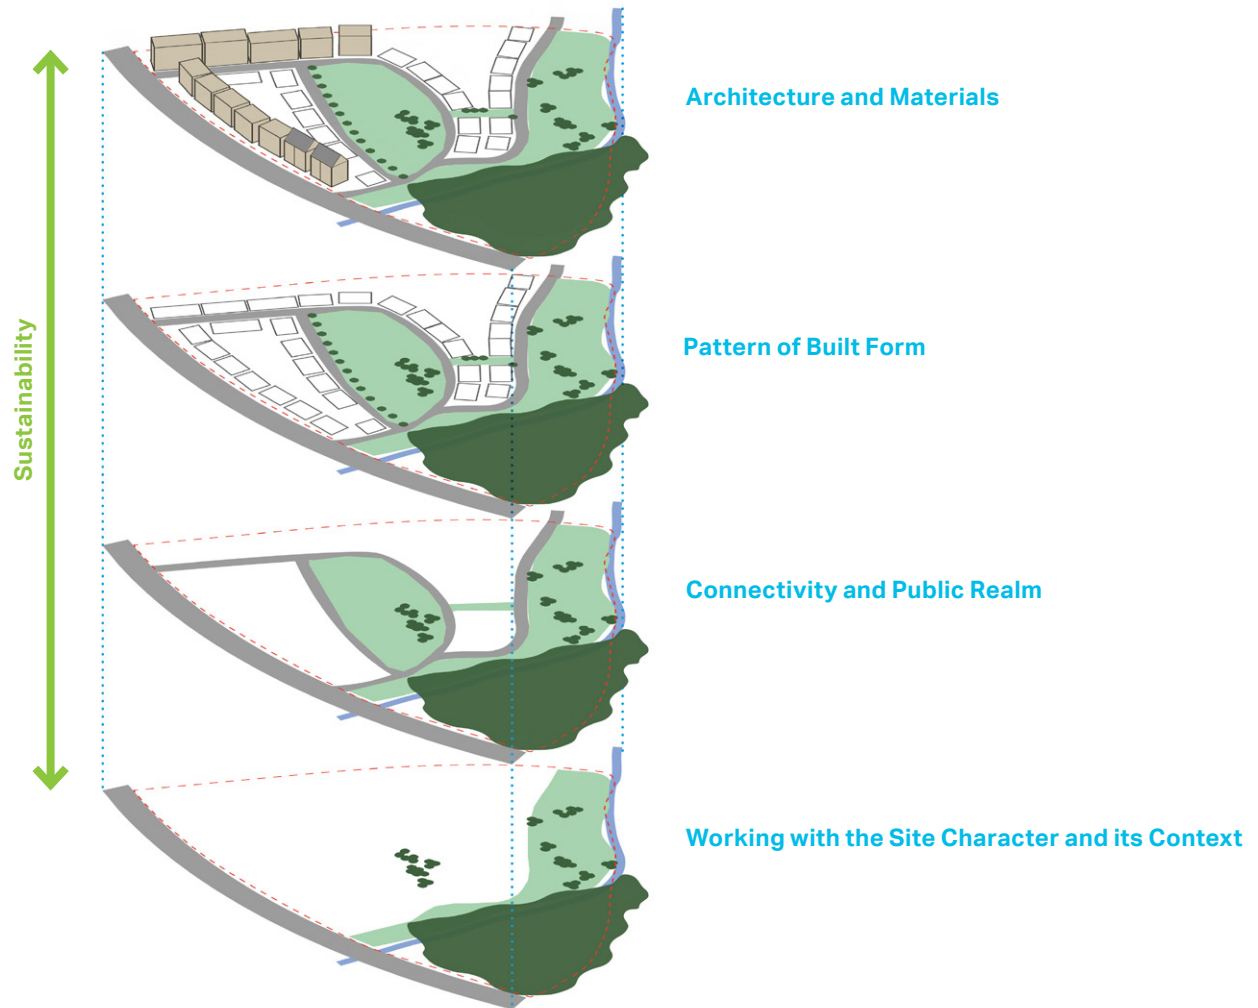 Architecture and Materials
Pattern of Built Form
Sustainability
Connectivity and Public Realm
Working with the Site Character and its Context